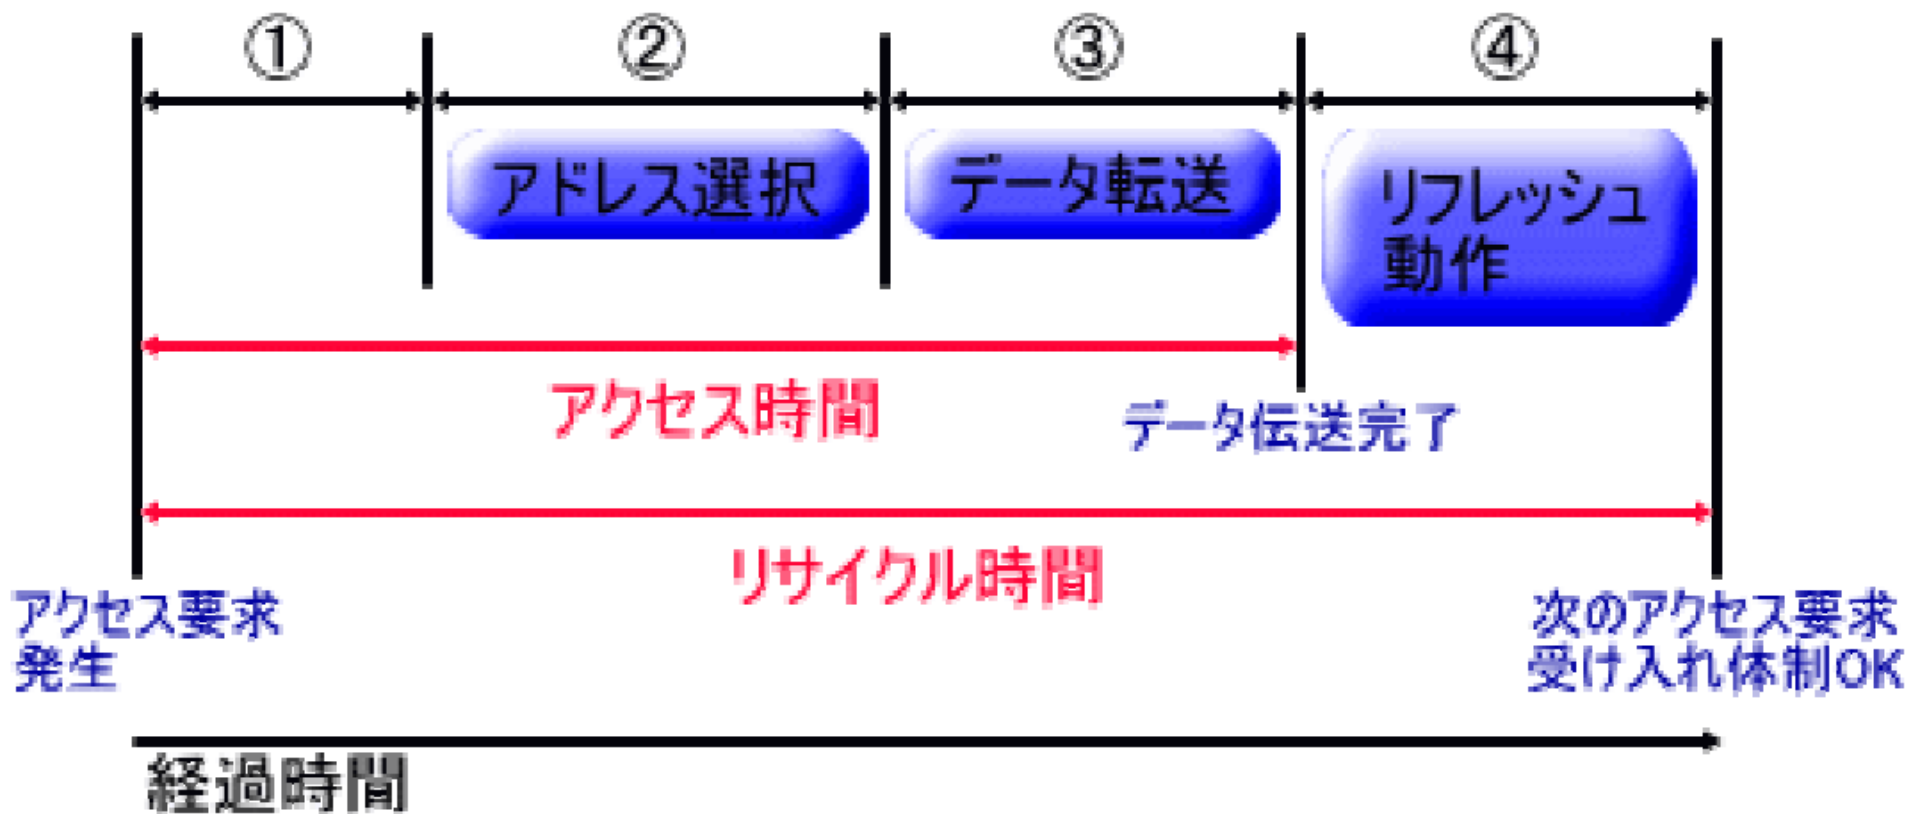 ① ② ③ ④
アドレス選択
データ転送
リフレッシュ
動作
アクセス時間
データ伝送完了
リサイクル時間
アクセス要求
発生
次のアクセス要求
受け入れ体制OK
経過時間